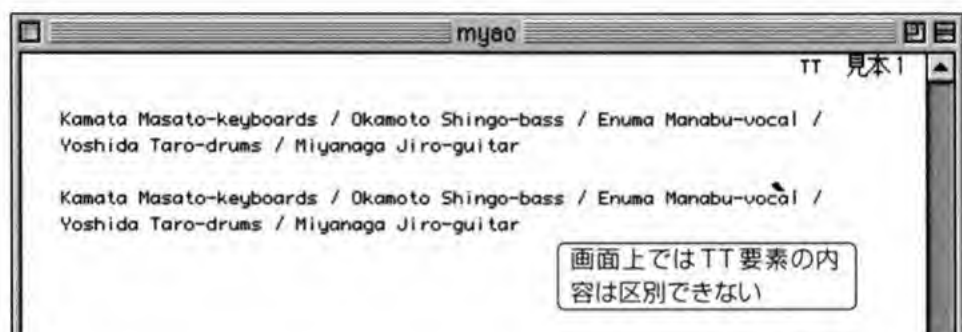 myao
TT 見本1
Kamata Masato-keyboards / Okamoto Shingo-bass / Enuma Manabu-vocal /
Yoshida Taro-drums / Miyanaga Jiro-guitar
Kamata Masato-keyboards / Okamoto Shingo-bass / Enuma Manabu-vocal /
Yoshida Taro-drums / Miyanaga Jiro-guitar
画面上ではTT要素の内
容は区別できない